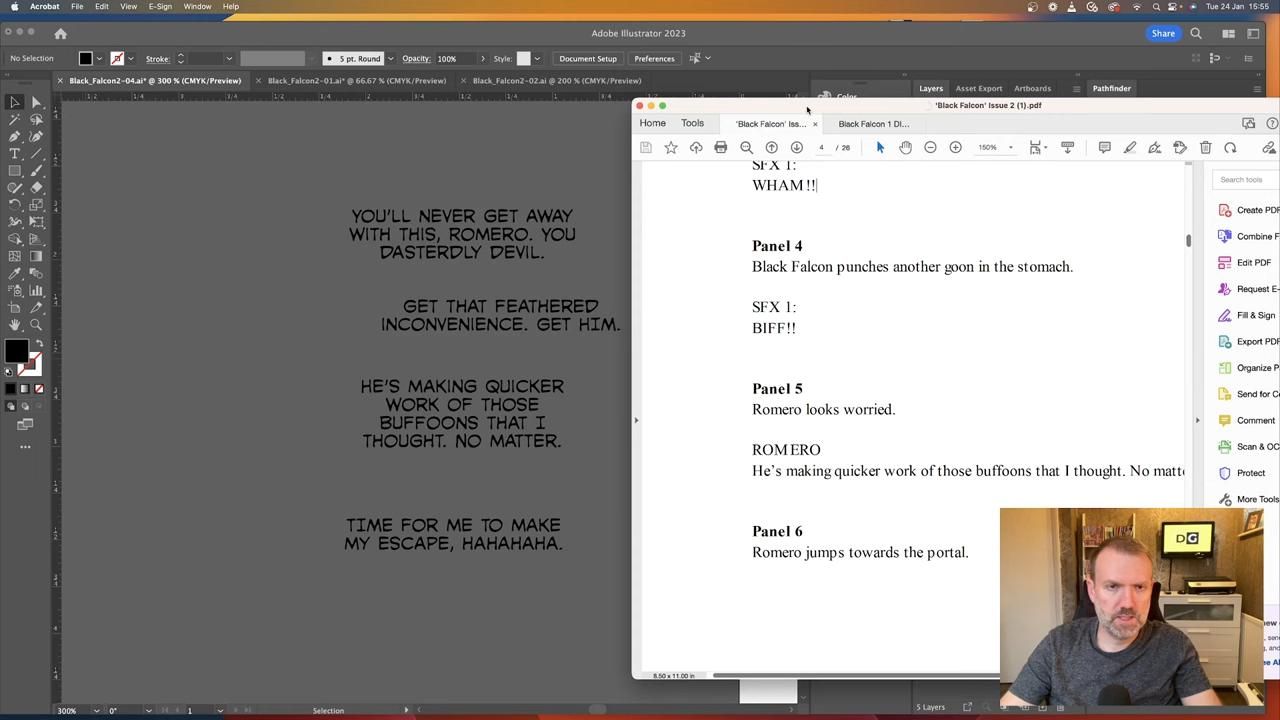 Acrobat File Edit View E-Sign Window Help
Tue 24 Jan 15:55
Adobe Illustrator 2023
Share
No Selection
Stroke:
5 pt. Round
Opacity: 100%
Style:
Document Setup
Preferences
Black_Falcon2-04.ai* @ 300 % (CMYK/Preview)
Black_Falcon2-01.ai* @ 66.67 % (CMYK/Preview)
Black_Falcon2-02.ai @ 200 % (CMYK/Preview)
Color
Layers
Asset Export
Artboards
Pathfinder
YOU'LL NEVER GET AWAY
WITH THIS, ROMERO. YOU
DASTERDLY DEVIL.
GET THAT FEATHERED
INCONVENIENCE. GET HIM.
HE'S MAKING QUICKER
WORK OF THOSE
BUFFOONS THAT I
THOUGHT. NO MATTER.
TIME FOR ME TO MAKE
MY ESCAPE, HAHAHAHA.
'Black Falcon' Issue 2 (1).pdf
Home
Tools
'Black Falcon' Iss...
Black Falcon 1 DI...
4 / 26
150%
SFX 1:
WHAM!!
Panel 4
Black Falcon punches another goon in the stomach.
SFX 1:
BIFF!!
Panel 5
Romero looks worried.
ROMERO
He's making quicker work of those buffoons that I thought. No matte
Panel 6
Romero jumps towards the portal.
8.50 x 11.00 in
Search tools
Create PDF
Combine F
Edit PDF
Request E-
Fill & Sign
Export PDF
Organize P
Send for Co
Comment
Scan & OC
Protect
More Tools
DG
300%
0°
1
Selection
5 Layers